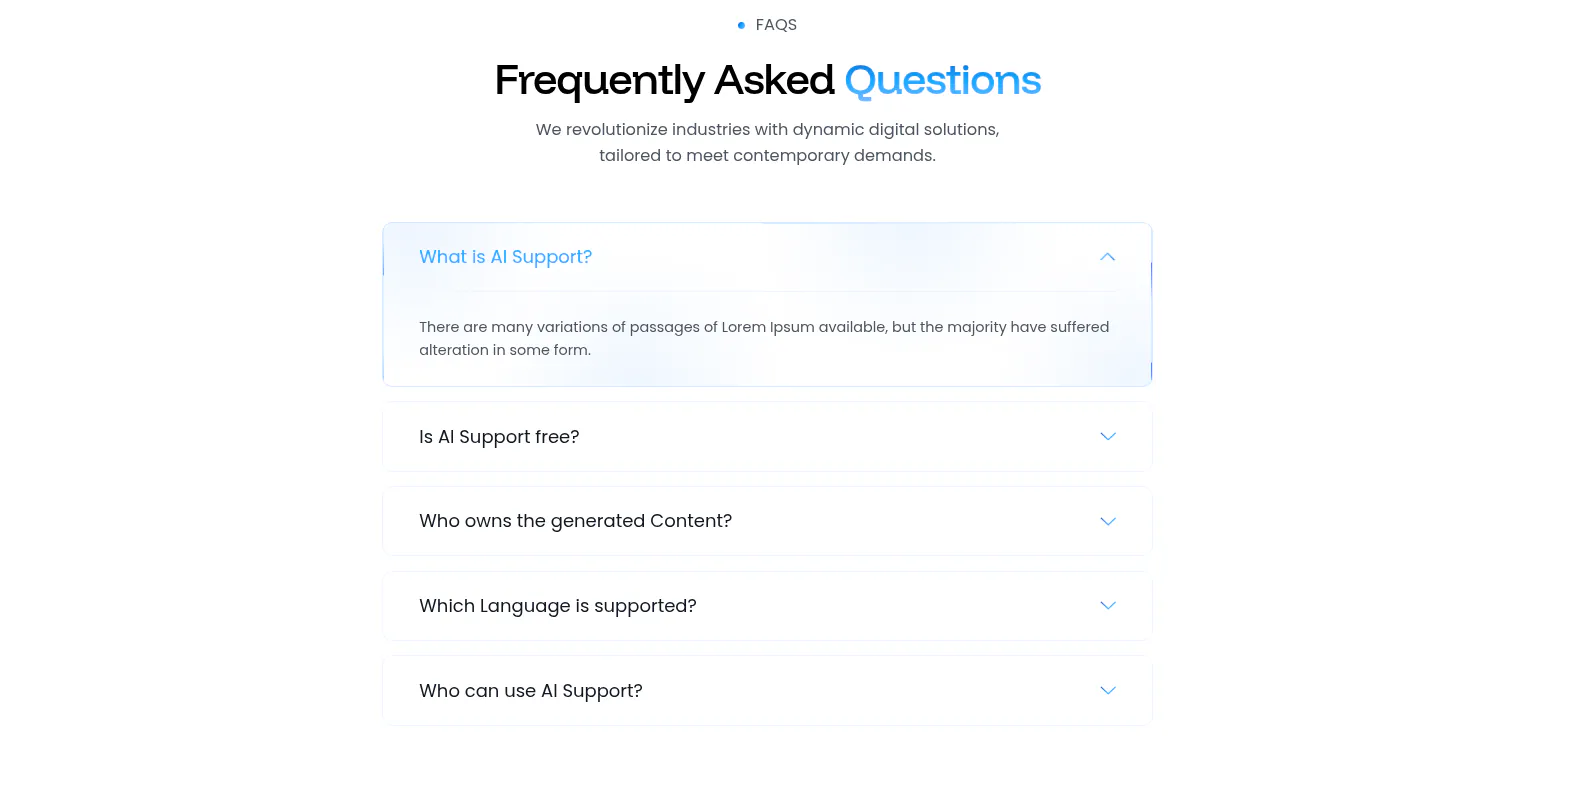 FAQS
Frequently Asked Questions
We revolutionize industries with dynamic digital solutions,
tailored to meet contemporary demands.
What is AI Support?
There are many variations of passages of Lorem Ipsum available, but the majority have suffered
alteration in some form.
Is AI Support free?
Who owns the generated Content?
Which Language is supported?
Who can use AI Support?